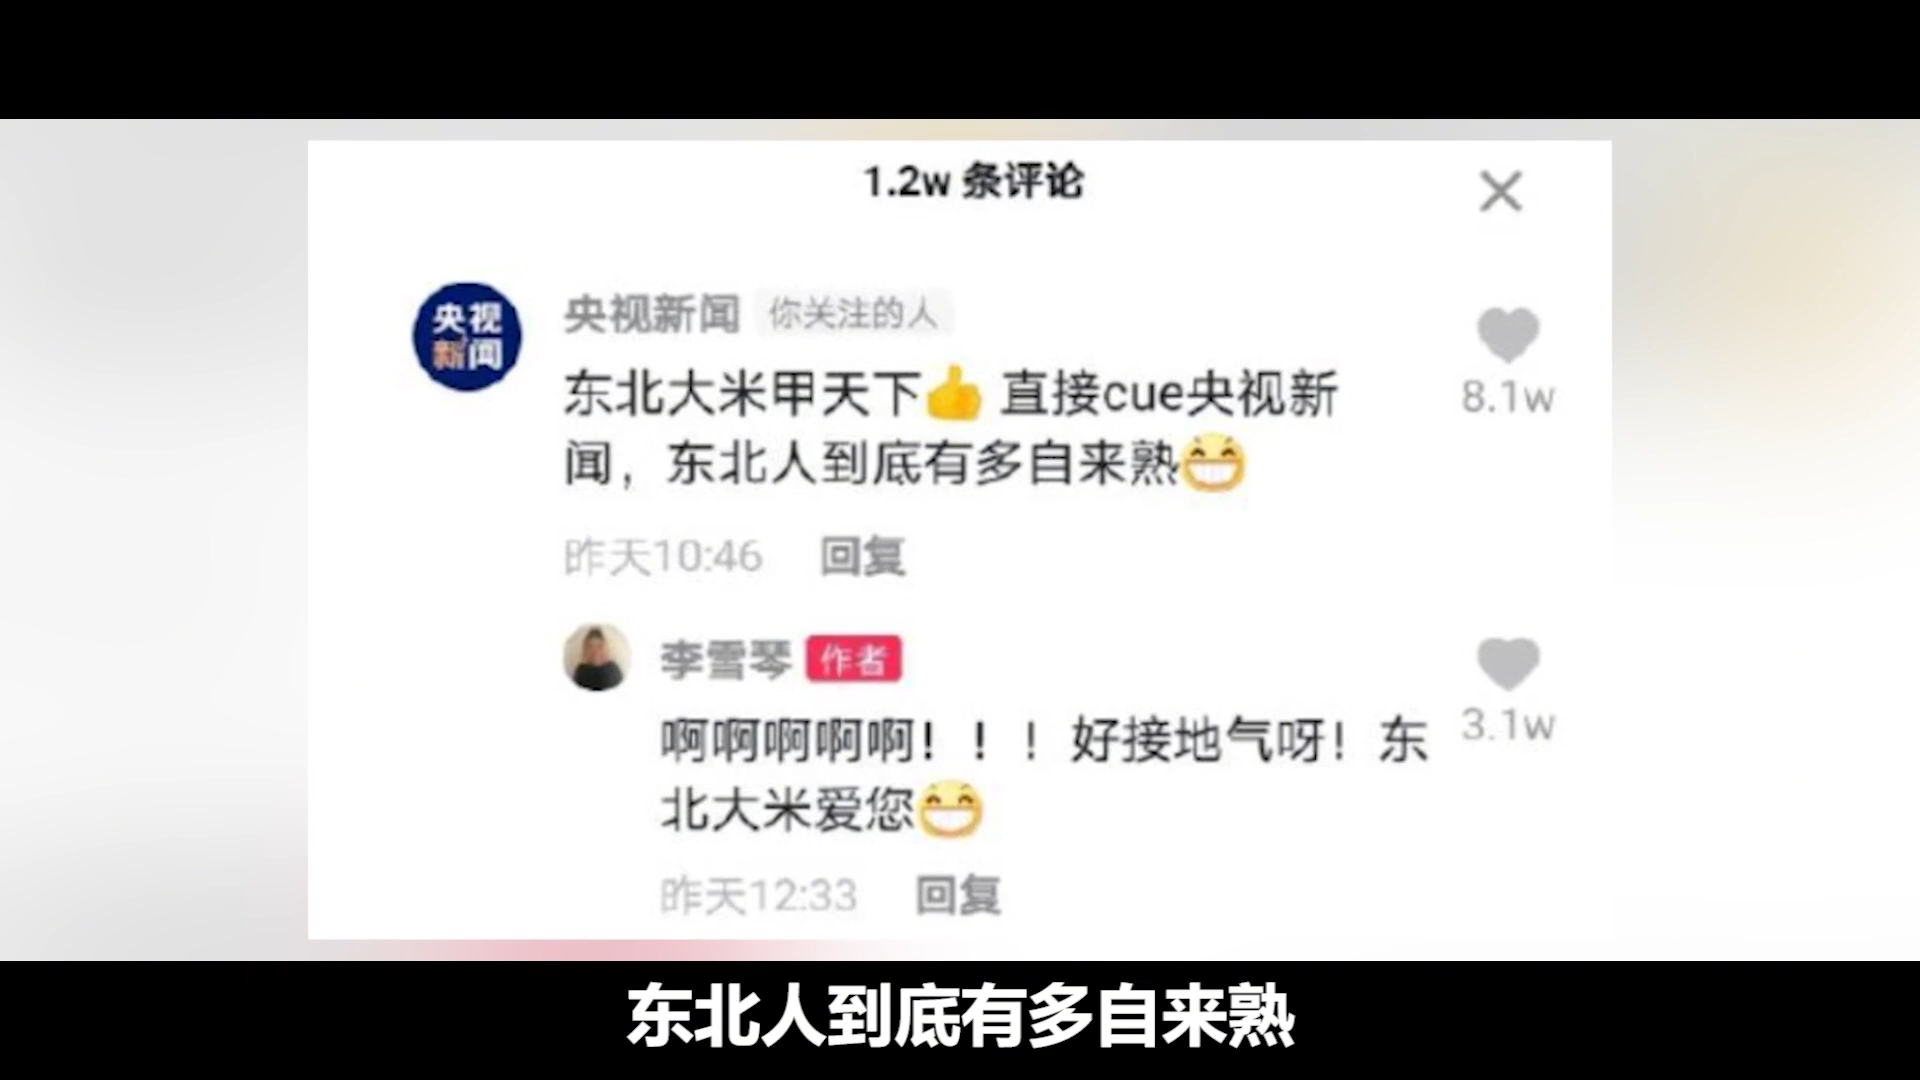 1.2w 条评论
央视
新闻
央视新闻 你关注的人
东北大米甲天下👍 直接cue央视新
闻，东北人到底有多自来熟😁
8.1w
昨天10:46 回复
李雪琴 作者
啊啊啊啊啊！！！好接地气呀！东
北大米爱您😁
3.1w
昨天12:33 回复
东北人到底有多自来熟